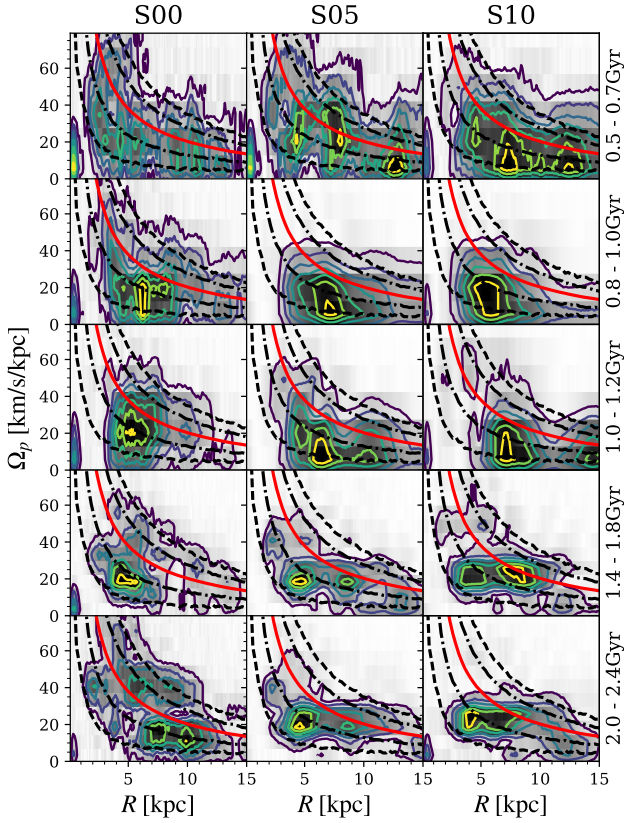 S00 S05 S10
60
40
20
0
0.5 - 0.7Gyr
60
40
20
0
0.8 - 1.0Gyr
Ωₚ [km/s/kpc]
60
40
20
0
1.0 - 1.2Gyr
60
40
20
0
1.4 - 1.8Gyr
60
40
20
0
2.0 - 2.4Gyr
5 10 5 10 15 5 10 15
R [kpc] R [kpc] R [kpc]